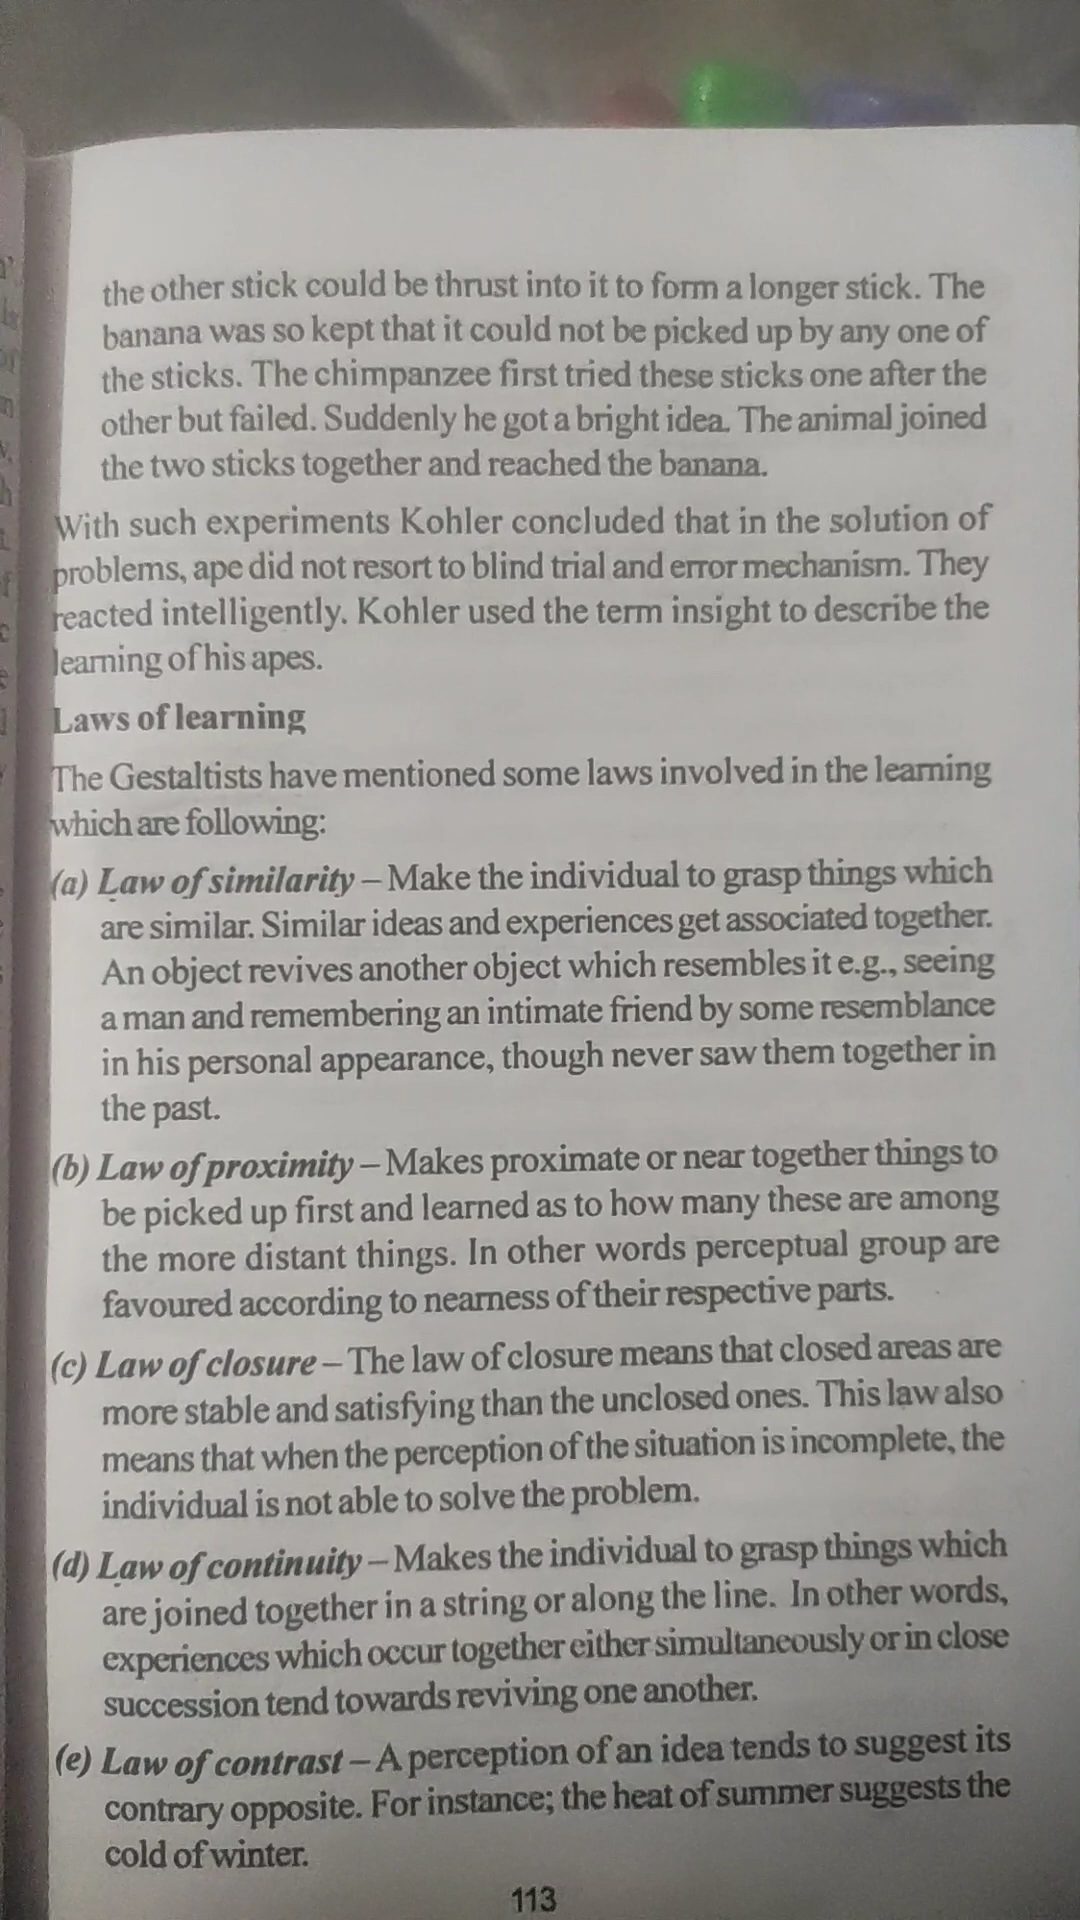 the other stick could be thrust into it to form a longer stick. The
banana was so kept that it could not be picked up by any one of
the sticks. The chimpanzee first tried these sticks one after the
other but failed. Suddenly he got a bright idea. The animal joined
the two sticks together and reached the banana.
With such experiments Kohler concluded that in the solution of
problems, ape did not resort to blind trial and error mechanism. They
reacted intelligently. Kohler used the term insight to describe the
learning of his apes.
Laws of learning
The Gestaltists have mentioned some laws involved in the learning
which are following:
(a) Law of similarity – Make the individual to grasp things which
are similar. Similar ideas and experiences get associated together.
An object revives another object which resembles it e.g., seeing
a man and remembering an intimate friend by some resemblance
in his personal appearance, though never saw them together in
the past.
(b) Law of proximity – Makes proximate or near together things to
be picked up first and learned as to how many these are among
the more distant things. In other words perceptual group are
favoured according to nearness of their respective parts.
(c) Law of closure – The law of closure means that closed areas are
more stable and satisfying than the unclosed ones. This law also
means that when the perception of the situation is incomplete, the
individual is not able to solve the problem.
(d) Law of continuity – Makes the individual to grasp things which
are joined together in a string or along the line. In other words,
experiences which occur together either simultaneously or in close
succession tend towards reviving one another.
(e) Law of contrast – A perception of an idea tends to suggest its
contrary opposite. For instance; the heat of summer suggests the
cold of winter.
113